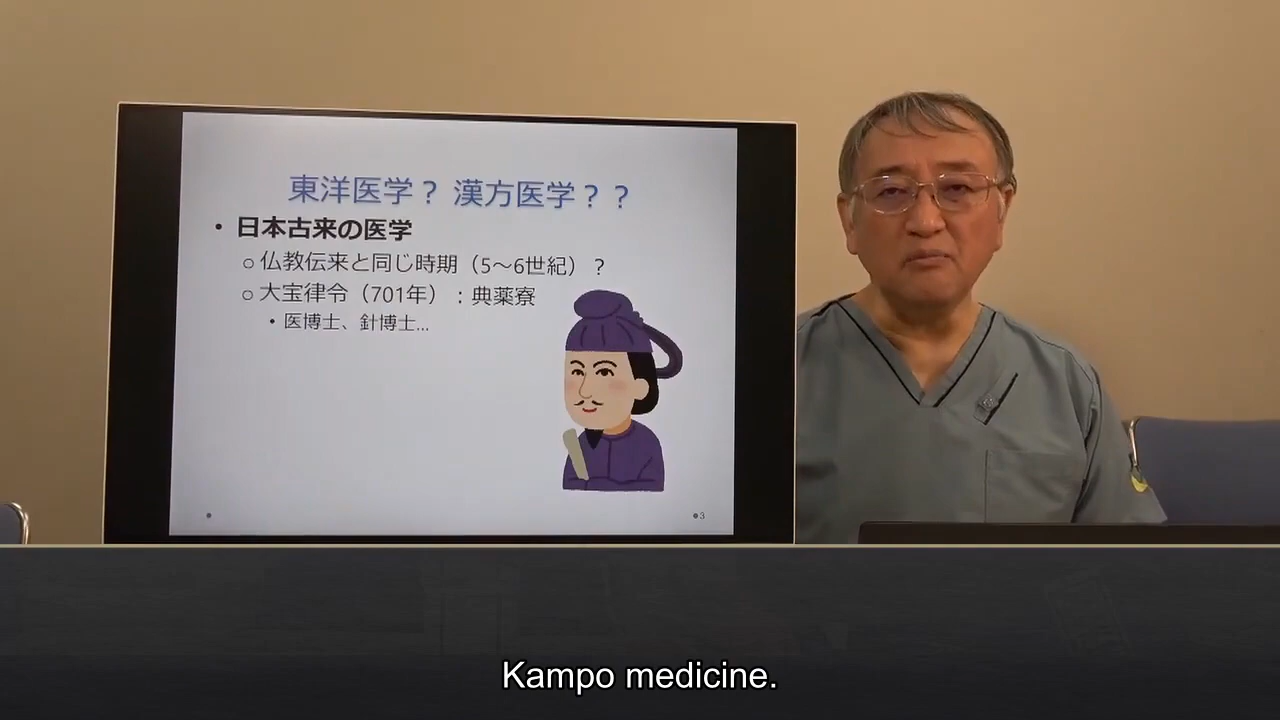 東洋医学？ 漢方医学？？
• 日本古来の医学
○ 仏教伝来と同じ時期（5～6世紀）？
○ 大宝律令（701年）：典薬寮
• 医博士、針博士...
3
Kampo medicine.